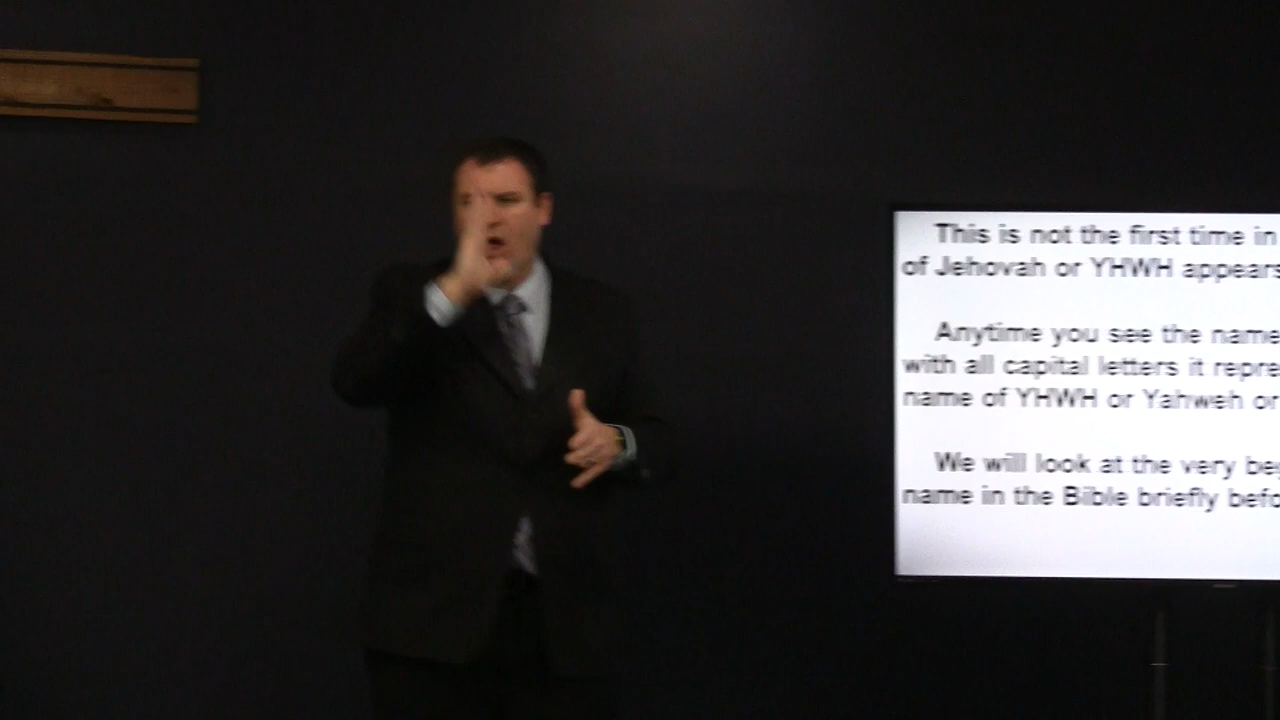 This is not the first time in
of Jehovah or YHWH appears
Anytime you see the name
with all capital letters it repre
name of YHWH or Yahweh or
We will look at the very beg
name in the Bible briefly befo